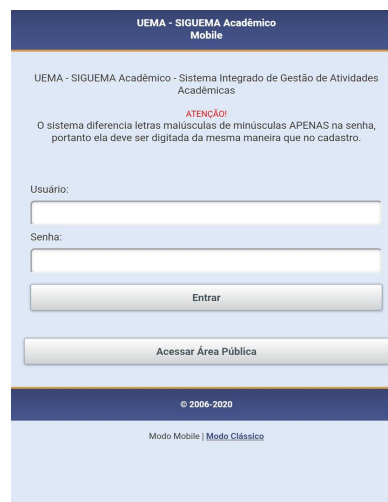 UEMA - SIGUEMA Acadêmico
Mobile
UEMA - SIGUEMA Acadêmico - Sistema Integrado de Gestão de Atividades
Acadêmicas
ATENÇÃO!
O sistema diferencia letras maiúsculas de minúsculas APENAS na senha,
portanto ela deve ser digitada da mesma maneira que no cadastro.
Usuário:
Senha:
Entrar
Acessar Área Pública
© 2006-2020
Modo Mobile | Modo Clássico